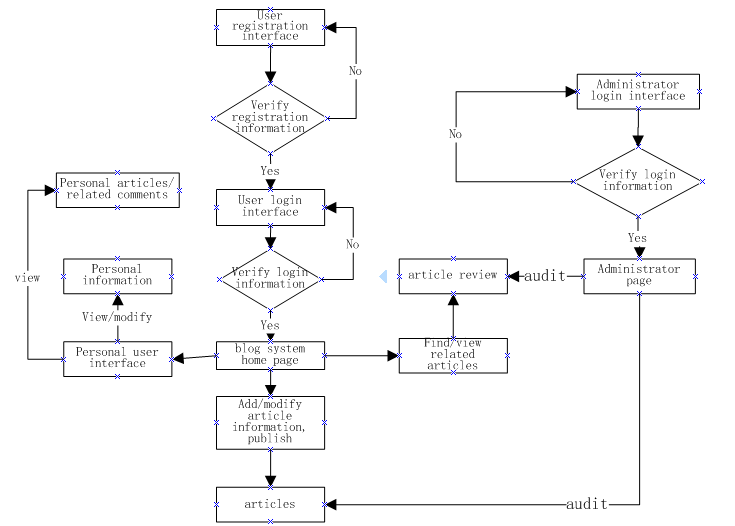 User
registration
interface
No
Verify
registration
information
Yes
User login
interface
No
Verify login
information
Yes
blog system
home page
Personal articles/
related comments
view
Personal
information
View/modify
Personal user
interface
Add/modify
article
information,
publish
articles
Find/view
related
articles
article review
audit
Administrator
login interface
No
Verify login
information
Yes
Administrator
page
audit